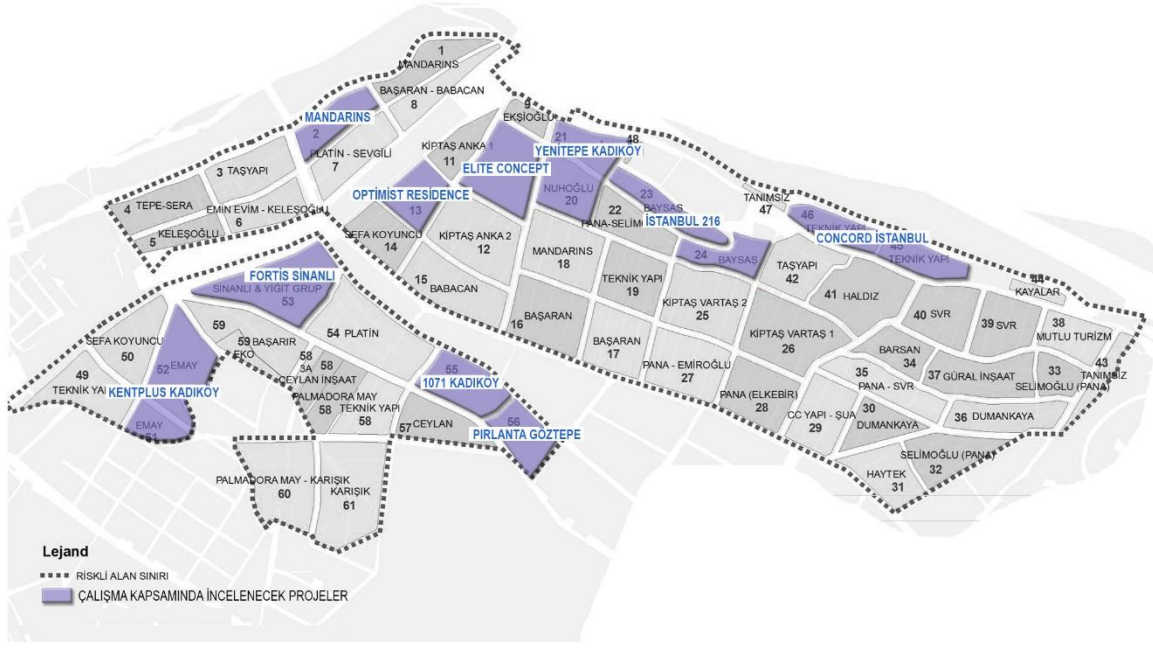 1
MANDARINS
BAŞARAN - BABACAN
8
MANDARINS
2
PLATİN - SEVGİLİ
7
3 TAŞYAPI
4 TEPE-SERA
EMİN EVİM - KELEŞOĞLU
6
KELEŞOĞLU
5
9
EKŞİOĞLU
KİPTAŞ ANKA 1
11
ELITE CONCEPT
OPTIMIST RESIDENCE
13
SEFA KOYUNCU
14
KİPTAŞ ANKA 2
12
15
BABACAN
21
YENİTEPE KADIKÖY
48
NUHOĞLU
20
23
BAYSAŞ
İSTANBUL 216
22
PANA-SELİMOĞLU
24 BAYSAŞ
MANDARINS
18
TEKNİK YAPI
19
16
BAŞARAN
BAŞARAN
17
KİPTAŞ VARTAŞ 2
25
PANA - EMİROĞLU
27
KİPTAŞ VARTAŞ 1
26
PANA (ELKEBİR)
28
TANIMSIZ
47
46
TEKNİK YAPI
CONCORD İSTANBUL
45
TEKNİK YAPI
TAŞYAPI
42
41 HALDIZ
44
KAYALAR
40 SVR
39 SVR
38
MUTLU TURİZM
43
TANIMSIZ
BARSAN
34
35
PANA - SVR
37 GÜRAL İNŞAAT
33
SELİMOĞLU (PANA)
36 DUMANKAYA
30
DUMANKAYA
CC YAPI - ŞUA
29
SELİMOĞLU (PANA)
32
HAYTEK
31
FORTİS SİNANLI
SİNANLI & YİĞİT GRUP
53
54 PLATİN
SEFA KOYUNCU
50
52 EMAY
59
59 BAŞARIR
EKO
58
3A
58
CEYLAN İNŞAAT
PALMADORA MAY
58
TEKNİK YAPI
58
49
TEKNİK YAPI
KENTPLUS KADIKÖY
EMAY
51
55
1071 KADIKÖY
56
PIRLANTA GÖZTEPE
57 CEYLAN
PALMADORA MAY - KARIŞIK
60
KARIŞIK
61
Lejand
RİSKLİ ALAN SINIRI
ÇALIŞMA KAPSAMINDA İNCELENECEK PROJELER